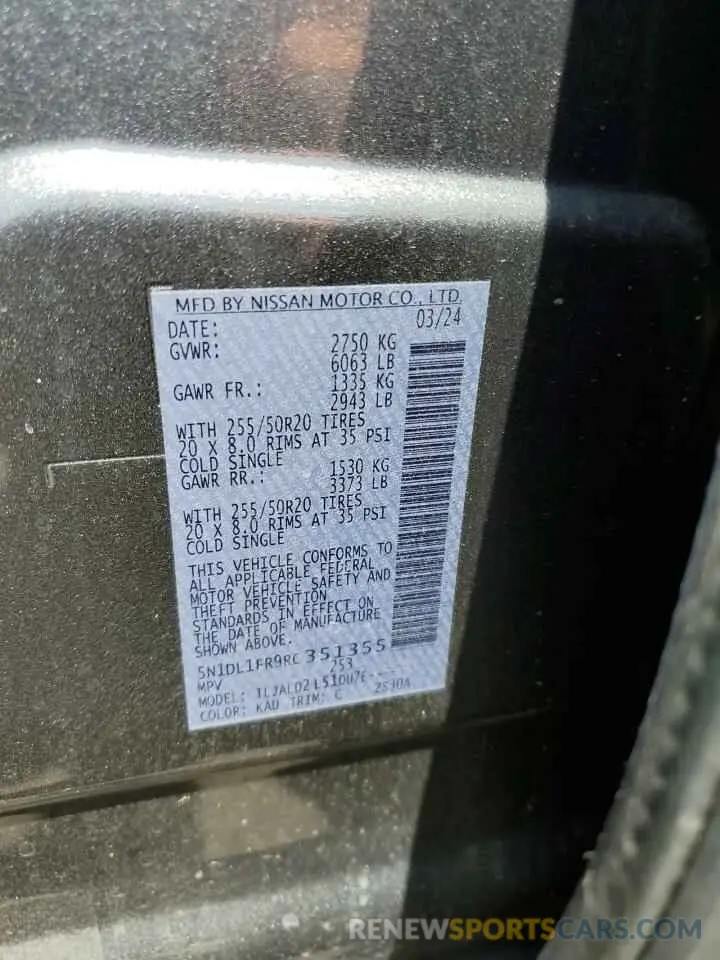 MFD BY NISSAN MOTOR CO., LTD.
DATE: 03/24
GVWR: 2750 KG
6063 LB
GAWR FR.: 1335 KG
2943 LB
WITH 255/50R20 TIRES
20 X 8.0 RIMS AT 35 PSI
COLD SINGLE
GAWR RR.: 1530 KG
3373 LB
WITH 255/50R20 TIRES
20 X 8.0 RIMS AT 35 PSI
COLD SINGLE
THIS VEHICLE CONFORMS TO
ALL APPLICABLE FEDERAL
MOTOR VEHICLE SAFETY AND
THEFT PREVENTION
STANDARDS IN EFFECT ON
THE DATE OF MANUFACTURE
SHOWN ABOVE.
5N1DL1FR9RC351355
MPV 253
MODEL:
COLOR: KAD TRIM: C
RENEWSPORTSCARS.COM